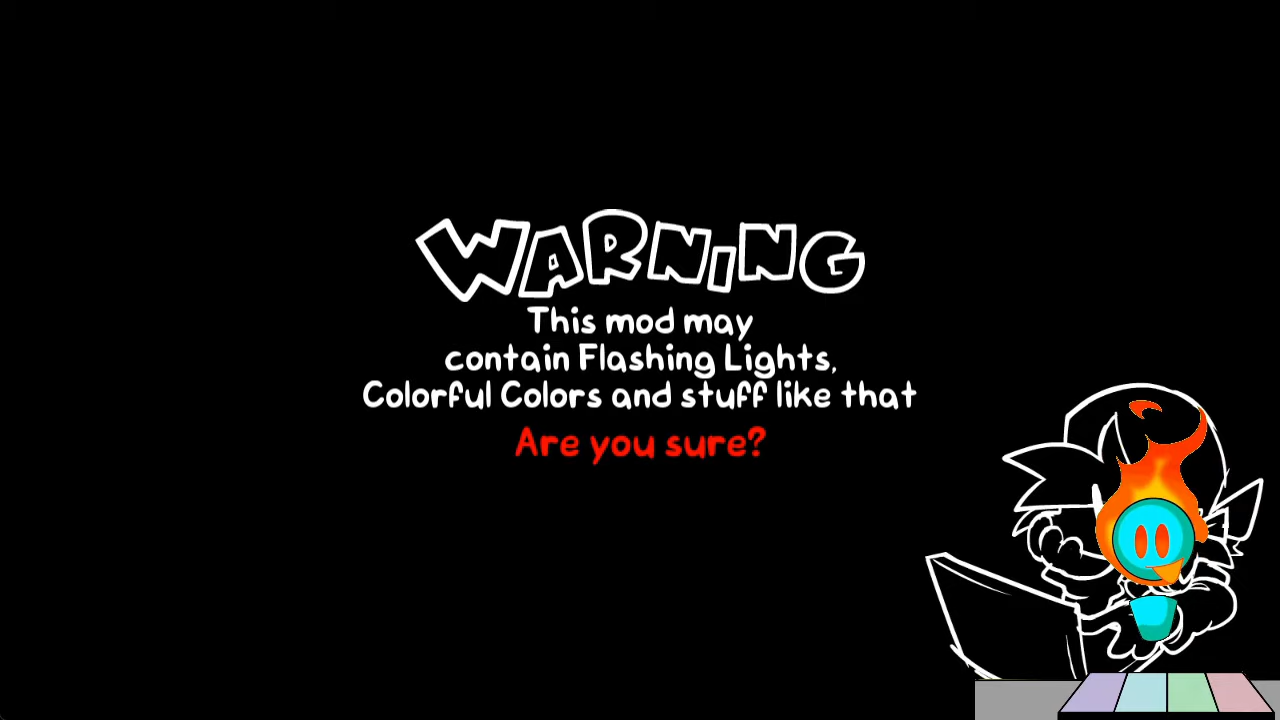 WARNING
This mod may
contain Flashing Lights,
Colorful Colors and stuff like that
Are you sure?